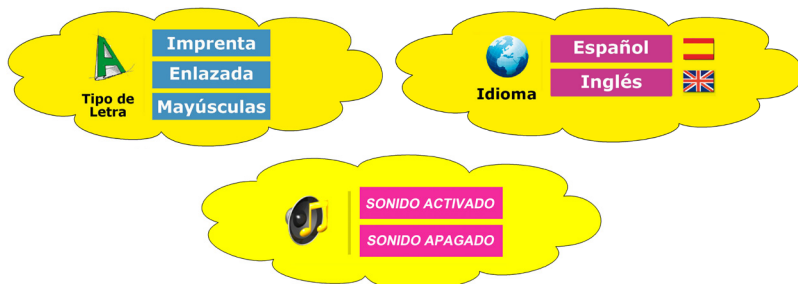 Imprenta
Enlazada
Mayúsculas
Tipo de
Letra
Español
Inglés
Idioma
SONIDO ACTIVADO
SONIDO APAGADO